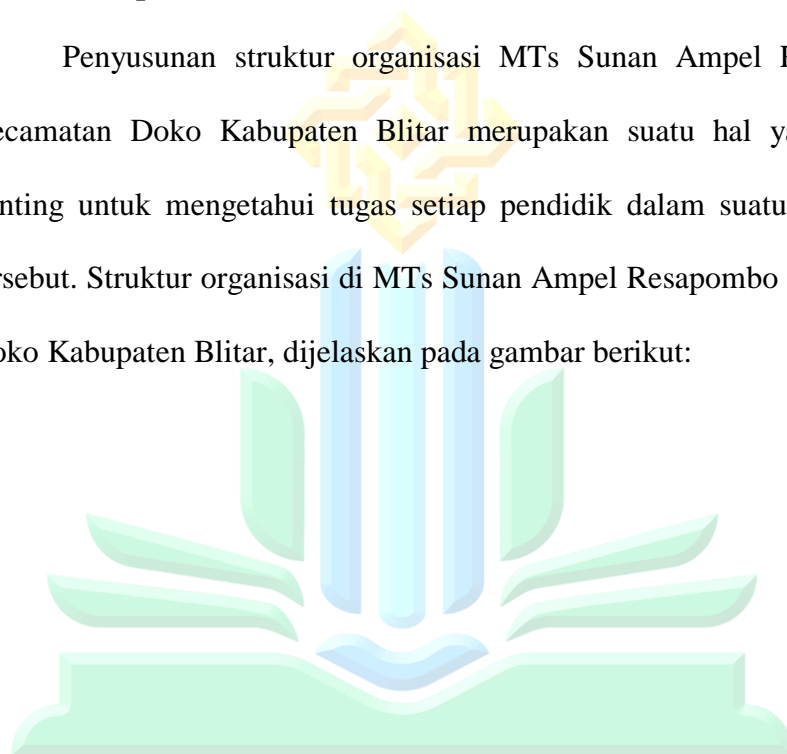 Penyusunan struktur organisasi MTs Sunan Ampel
ecamatan Doko Kabupaten Blitar merupakan suatu hal
nting untuk mengetahui tugas setiap pendidik dalam suatu
rsebut. Struktur organisasi di MTs Sunan Ampel Resapombo
oko Kabupaten Blitar, dijelaskan pada gambar berikut: